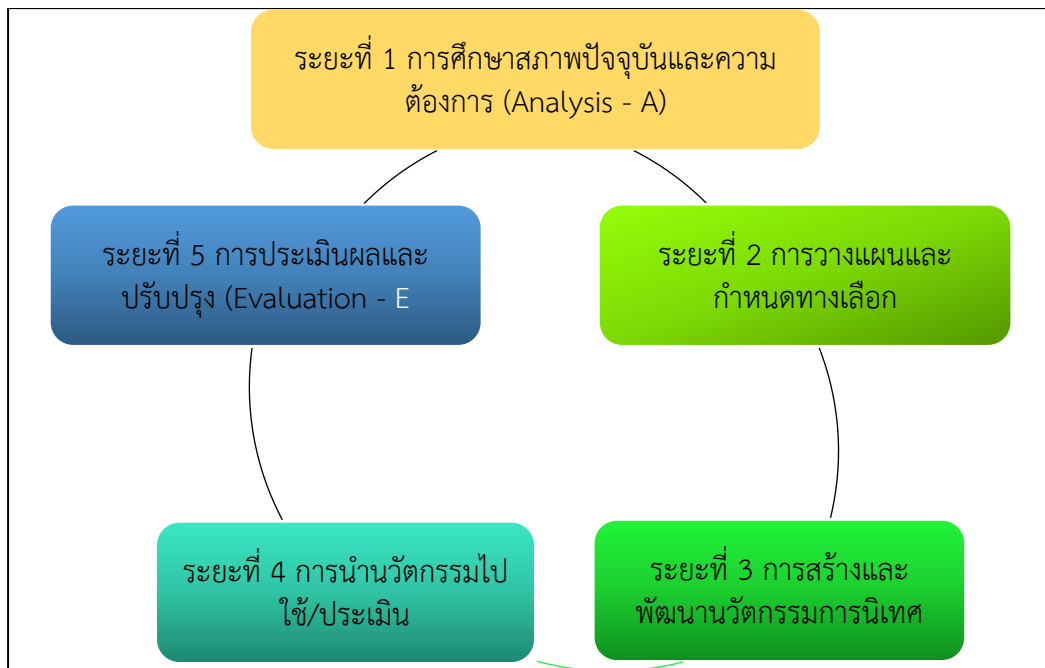 ระยะที่ 1 การศึกษาสภาพปัจจุบันและความ
ต้องการ (Analysis - A)
ระยะที่ 2 การวางแผนและ
กำหนดทางเลือก
ระยะที่ 3 การสร้างและ
พัฒนานวัตกรรมการนิเทศ
ระยะที่ 4 การนำนวัตกรรมไป
ใช้/ประเมิน
ระยะที่ 5 การประเมินผลและ
ปรับปรุง (Evaluation - E